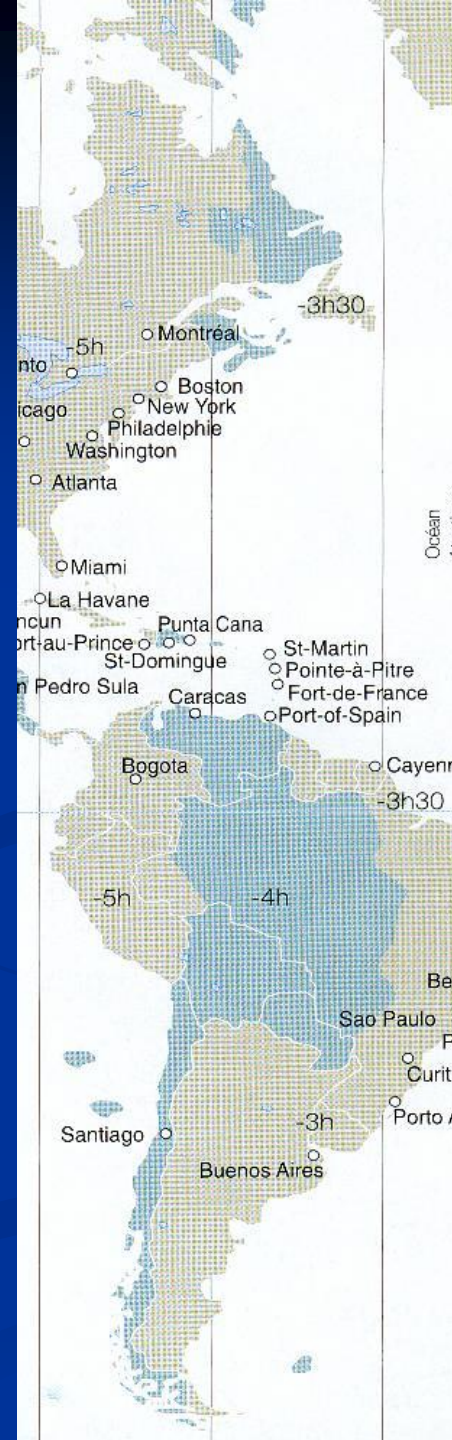 -3h30
Montréal
-5h
nto
Boston
icago
New York
Philadelphie
Washington
Atlanta
Océan
Miami
La Havane
ncun
Punta Cana
ort-au-Prince
St-Domingue
St-Martin
Pointe-à-Pitre
n Pedro Sula
Caracas
Fort-de-France
Port-of-Spain
Bogota
Cayenn
-3h30
-5h
-4h
Be
Sao Paulo
P
Curit
-3h
Porto A
Santiago
Buenos Aires